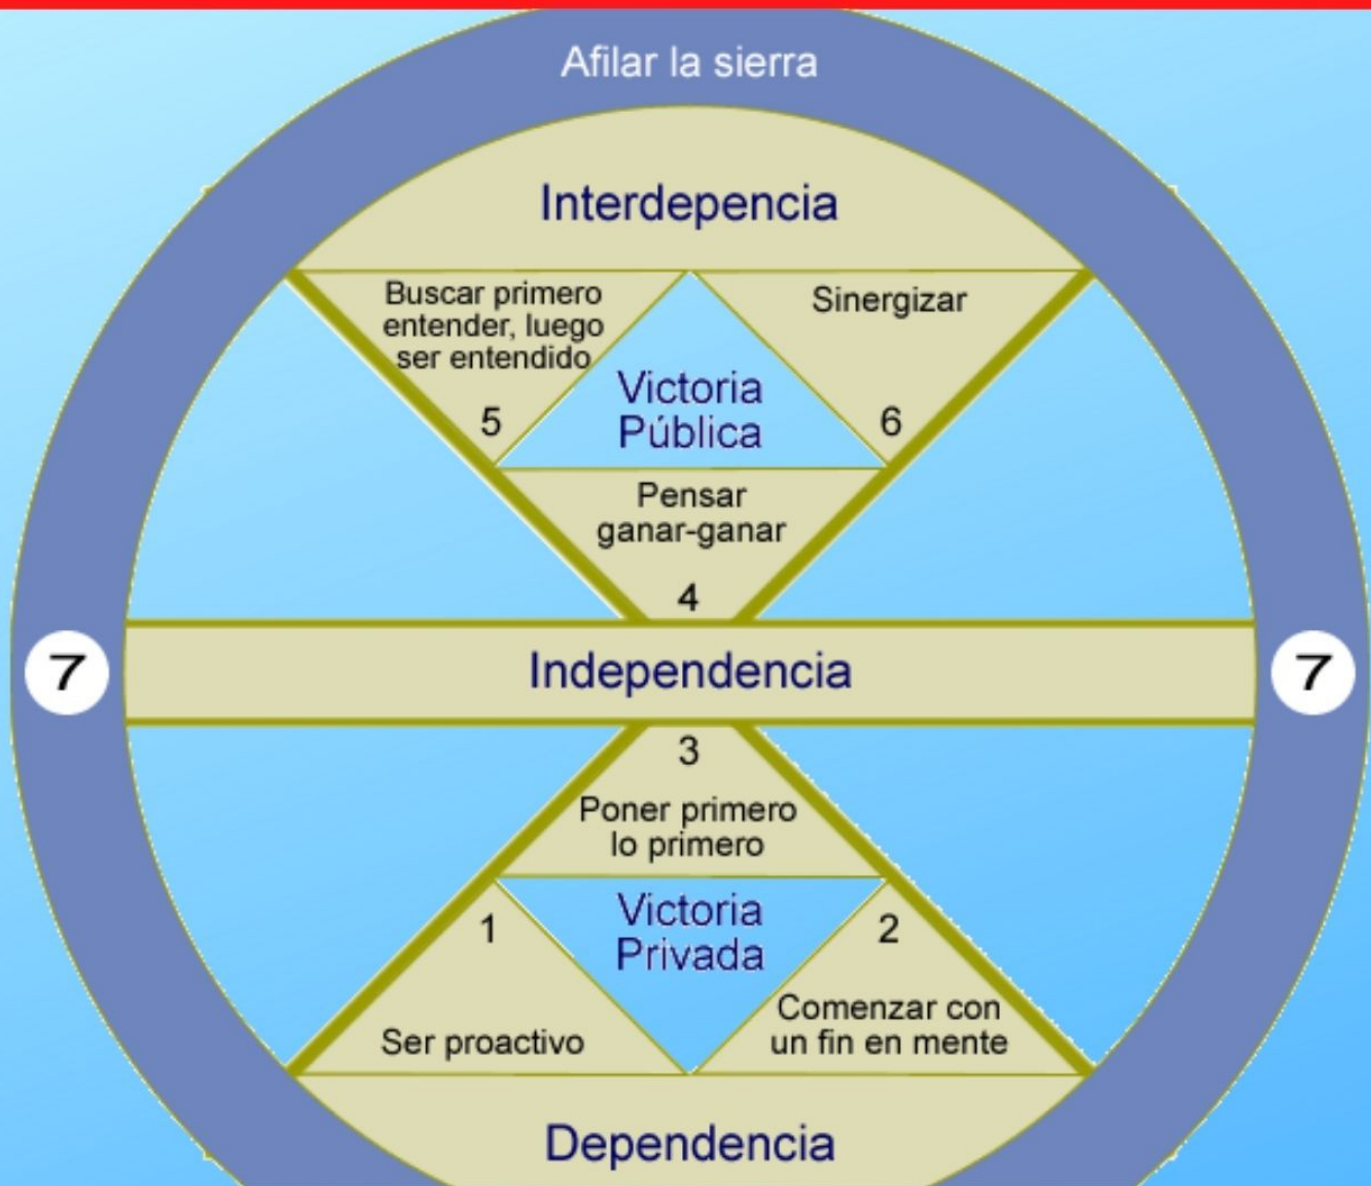 Afilar la sierra
Interdepencia
Buscar primero
entender, luego
ser entendido
5
Sinergizar
6
Victoria
Pública
Pensar
ganar-ganar
4
7
Independencia
7
3
Poner primero
lo primero
1
Ser proactivo
Victoria
Privada
2
Comenzar con
un fin en mente
Dependencia